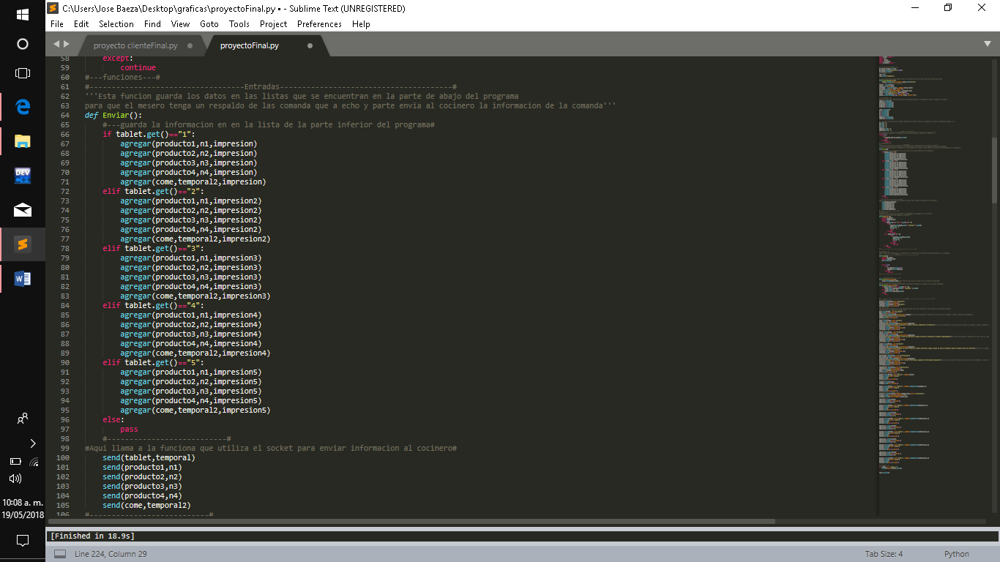 C:\Users\Jose Baeza\Desktop\graficas\proyectoFinal.py • - Sublime Text (UNREGISTERED)
File Edit Selection Find View Goto Tools Project Preferences Help
proyecto clienteFinal.py
proyectoFinal.py
58 except:
59 continue
60 #---funciones---#
61 #-----------------------------------Entradas---------------------------------------#
62 '''Esta funcion guarda los datos en las listas que se encuentran en la parte de abajo del programa
63 para que el mesero tenga un respaldo de las comanda que a echo y parte envia al cocinero la informacion de la comanda'''
64 def Enviar():
65 #---guarda la informacion en en la lista de la parte inferior del programa#
66 if tablet.get()=="1":
67 agregar(producto1,n1,impresion)
68 agregar(producto2,n2,impresion)
69 agregar(producto3,n3,impresion)
70 agregar(producto4,n4,impresion)
71 agregar(come,temporal2,impresion)
72 elif tablet.get()=="2":
73 agregar(producto1,n1,impresion2)
74 agregar(producto2,n2,impresion2)
75 agregar(producto3,n3,impresion2)
76 agregar(producto4,n4,impresion2)
77 agregar(come,temporal2,impresion2)
78 elif tablet.get()=="3":
79 agregar(producto1,n1,impresion3)
80 agregar(producto2,n2,impresion3)
81 agregar(producto3,n3,impresion3)
82 agregar(producto4,n4,impresion3)
83 agregar(come,temporal2,impresion3)
84 elif tablet.get()=="4":
85 agregar(producto1,n1,impresion4)
86 agregar(producto2,n2,impresion4)
87 agregar(producto3,n3,impresion4)
88 agregar(producto4,n4,impresion4)
89 agregar(come,temporal2,impresion4)
90 elif tablet.get()=="5":
91 agregar(producto1,n1,impresion5)
92 agregar(producto2,n2,impresion5)
93 agregar(producto3,n3,impresion5)
94 agregar(producto4,n4,impresion5)
95 agregar(come,temporal2,impresion5)
96 else:
97 pass
98 #---------------------------#
99 #Aqui llama a la funciona que utiliza el socket para enviar informacion al cocinero#
100 send(tablet,temporal)
101 send(producto1,n1)
102 send(producto2,n2)
103 send(producto3,n3)
104 send(producto4,n4)
105 send(come,temporal2)
106 #---------------------------#
[Finished in 18.9s]
Line 224, Column 29
Tab Size: 4
Python
DEV
C++
10:08 a. m.
19/05/2018